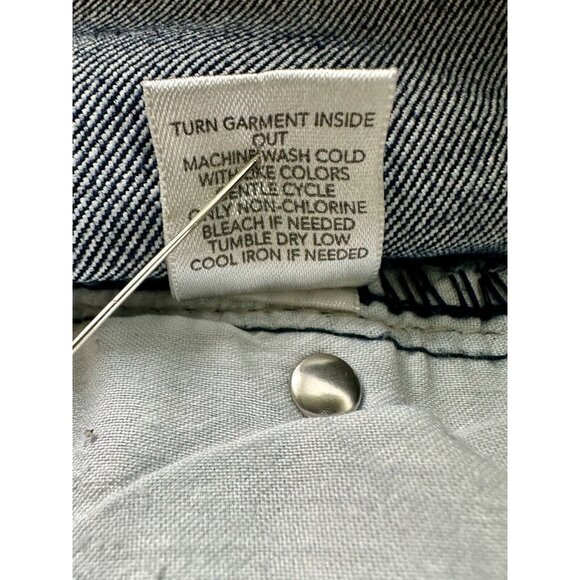 TURN GARMENT INSIDE
OUT
MACHINE WASH COLD
WITH LIKE COLORS
GENTLE CYCLE
ONLY NON-CHLORINE
BLEACH IF NEEDED
TUMBLE DRY LOW
COOL IRON IF NEEDED